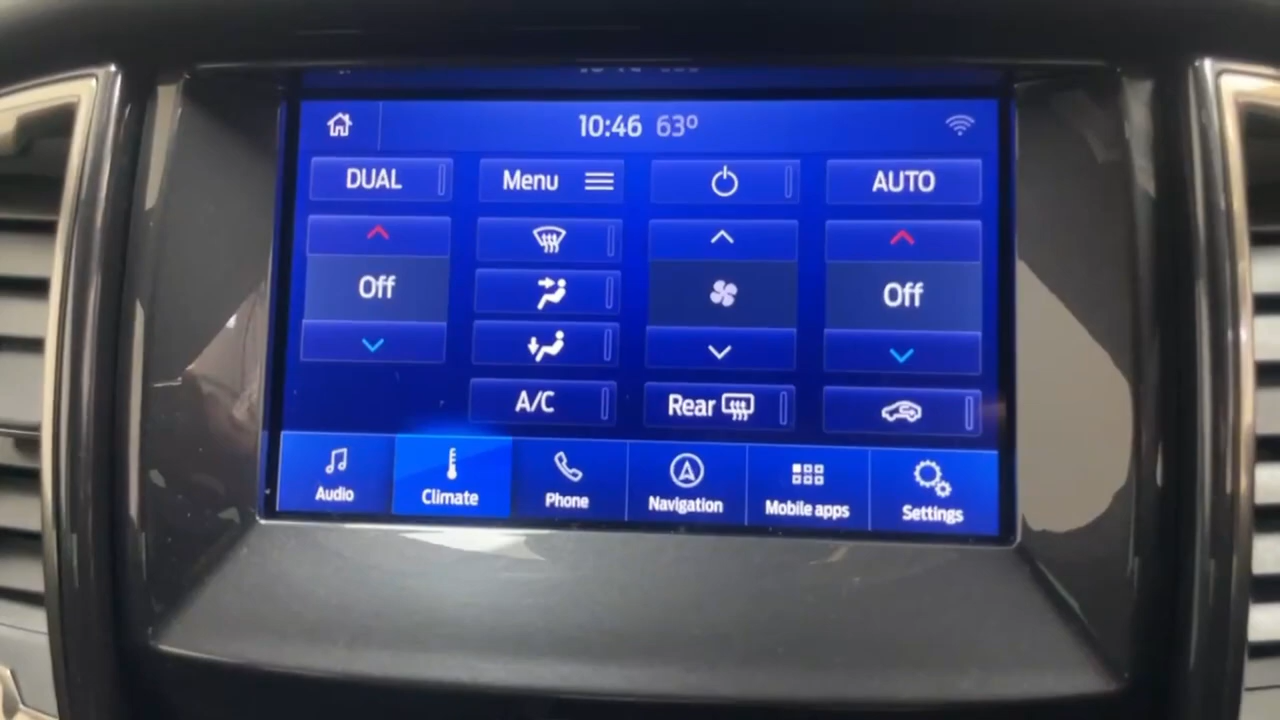 10:46 63°
DUAL
Menu
AUTO
Off
Off
A/C
Rear
Audio
Climate
Phone
Navigation
Mobile apps
Settings